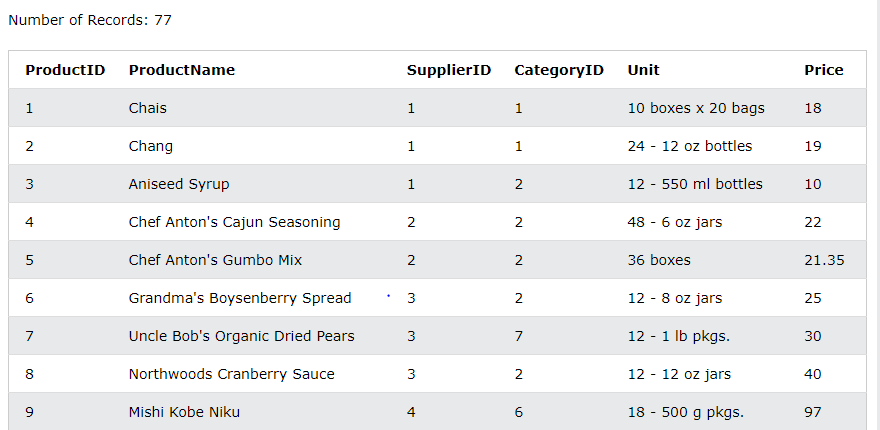 Number of Records: 77
ProductID ProductName SupplierID CategoryID Unit Price
1 Chais 1 1 10 boxes x 20 bags 18
2 Chang 1 1 24 - 12 oz bottles 19
3 Aniseed Syrup 1 2 12 - 550 ml bottles 10
4 Chef Anton's Cajun Seasoning 2 2 48 - 6 oz jars 22
5 Chef Anton's Gumbo Mix 2 2 36 boxes 21.35
6 Grandma's Boysenberry Spread 3 2 12 - 8 oz jars 25
7 Uncle Bob's Organic Dried Pears 3 7 12 - 1 lb pkgs. 30
8 Northwoods Cranberry Sauce 3 2 12 - 12 oz jars 40
9 Mishi Kobe Niku 4 6 18 - 500 g pkgs. 97